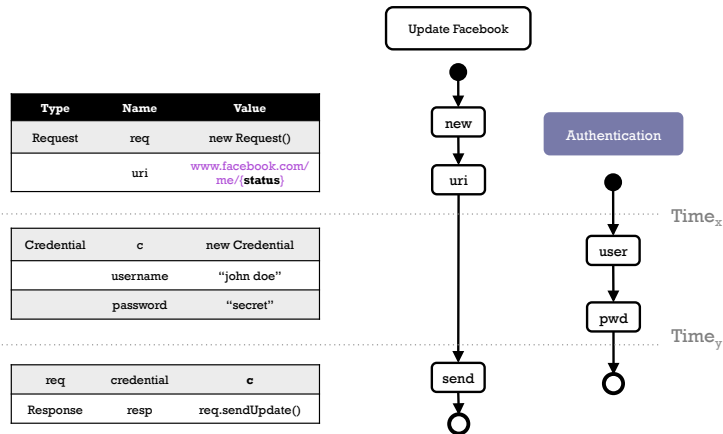 Update Facebook
Type Name Value
Request req new Request()
uri www.facebook.com/
me/{status}
new
uri
Authentication
Timex
Credential c new Credential
username “john doe”
password “secret”
user
pwd
Timey
req credential c
Response resp req.sendUpdate()
send